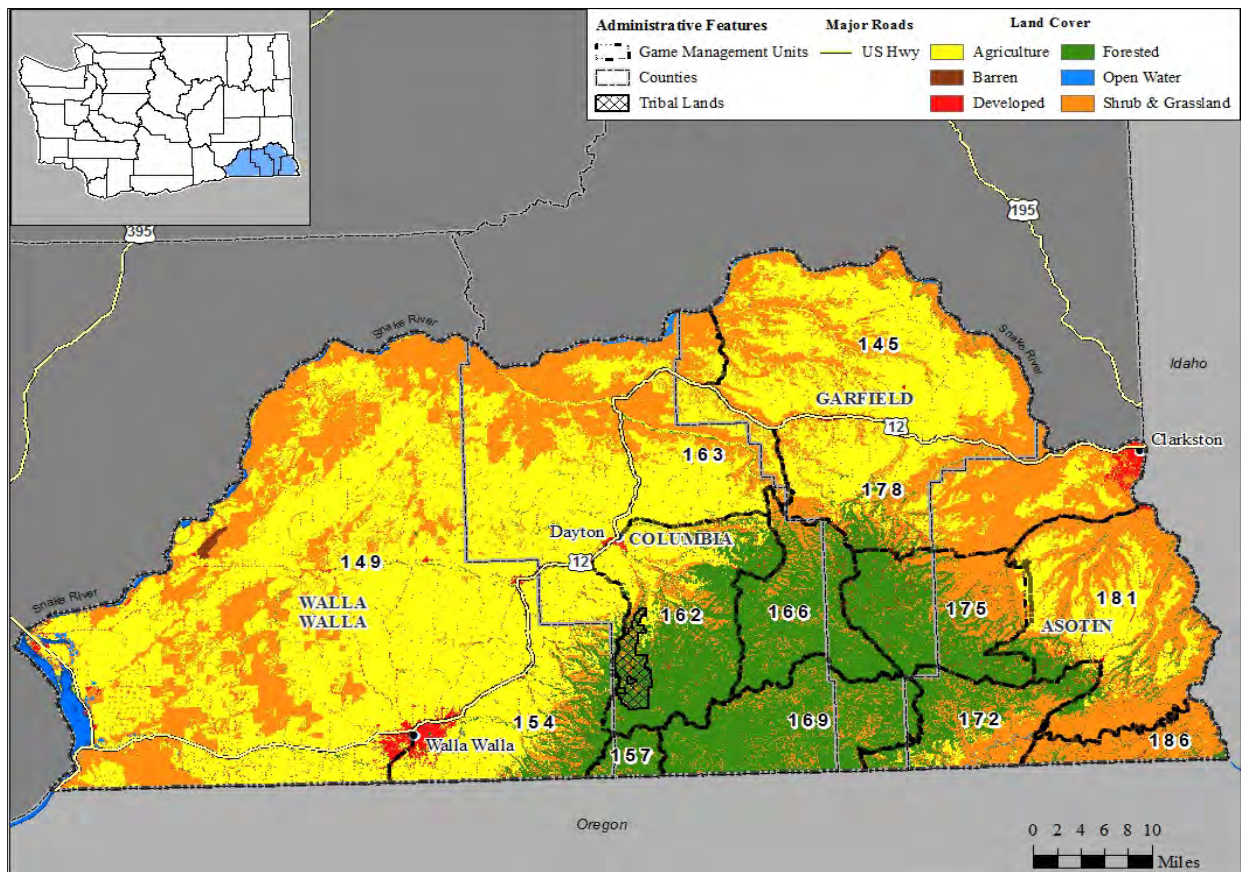 Administrative Features
Game Management Units
Counties
Tribal Lands
Major Roads
US Hwy
Land Cover
Agriculture
Barren
Developed
Forested
Open Water
Shrub & Grassland
395
195
Snake River
Snake River
145
Idaho
GARFIELD
12
Clarkston
163
178
Dayton
COLUMBIA
12
149
WALLA
WALLA
Snake River
162
166
175
181
ASOTIN
154
169
172
Walla Walla
157
186
Oregon
0 2 4 6 8 10
Miles